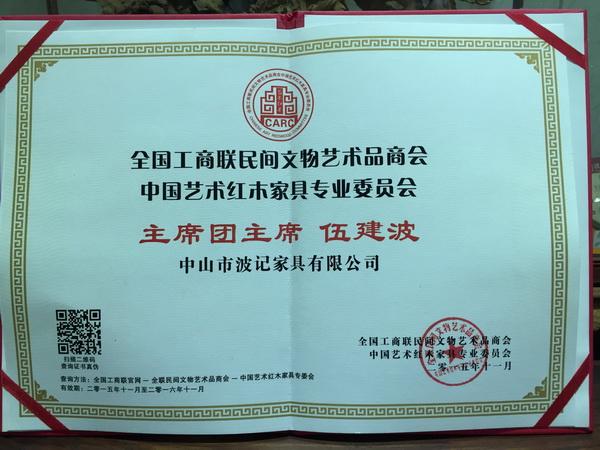 CARC
全国工商联民间文物艺术品商会
中国艺术红木家具专业委员会
主席团主席 伍建波
中山市波记家具有限公司
扫描二维码
查询证书真伪
全国工商联民间文物艺术品商会
中国艺术红木家具专业委员会
二〇一五年十一月
查询方法：全国工商联官网 — 全联民间文物艺术品商会 — 中国艺术红木家具专委会
有效期：二〇一五年十一月至二〇一六年十一月